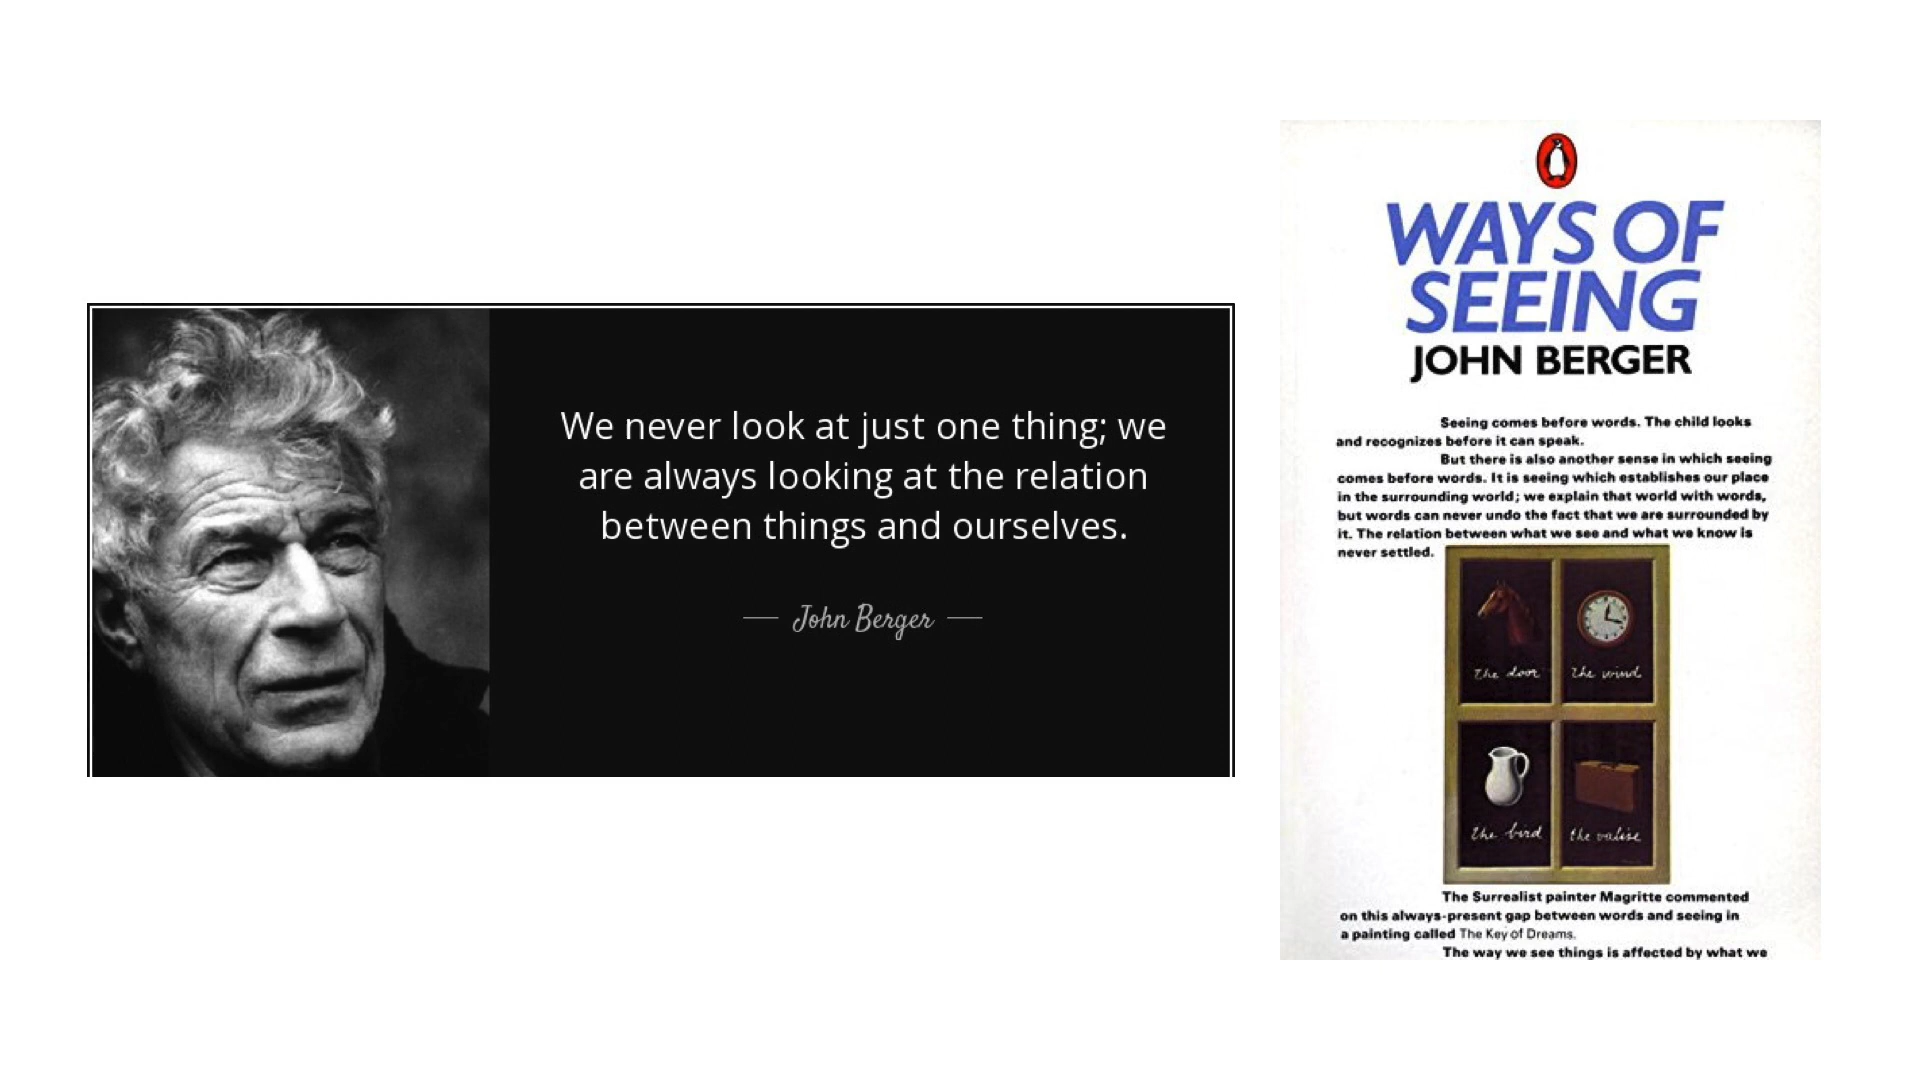 We never look at just one thing; we
are always looking at the relation
between things and ourselves.
John Berger
WAYS OF
SEEING
JOHN BERGER
Seeing comes before words. The child looks
and recognizes before it can speak.
But there is also another sense in which seeing
comes before words. It is seeing which establishes our place
in the surrounding world; we explain that world with words,
but words can never undo the fact that we are surrounded by
it. The relation between what we see and what we know is
never settled.
The door
The wind
The bird
the valise
The Surrealist painter Magritte commented
on this always-present gap between words and seeing in
a painting called The Key of Dreams.
The way we see things is affected by what we